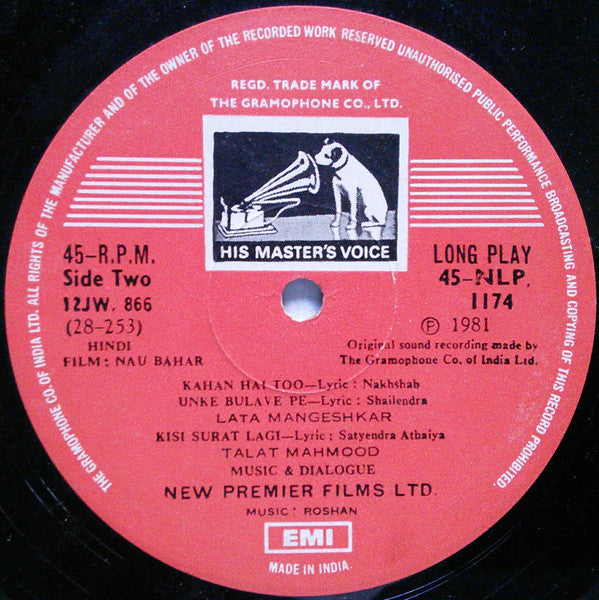 THE GRAMOPHONE CO. OF INDIA LTD. ALL RIGHTS OF THE MANUFACTURER AND OF THE OWNER OF THE RECORDED WORK RESERVED UNAUTHORISED PUBLIC PERFORMANCE BROADCASTING AND COPYING OF THIS RECORD PROHIBITED.
REGD. TRADE MARK OF
THE GRAMOPHONE CO., LTD.
HIS MASTER'S VOICE
45-R.P.M.
Side Two
12JW. 866
(28-253)
HINDI
FILM: NAU BAHAR
LONG PLAY
45-NLP.
1174
Ⓟ 1981
Original sound recording made by
The Gramophone Co. of India Ltd.
KAHAN HAI TOO—Lyric: Nakhshab
UNKE BULAVE PE—Lyric: Shailendra
LATA MANGESHKAR
KISI SURAT LAGI—Lyric; Satyendra Athaiya
TALAT MAHMOOD
MUSIC & DIALOGUE
NEW PREMIER FILMS LTD.
MUSIC: ROSHAN
EMI
MADE IN INDIA.